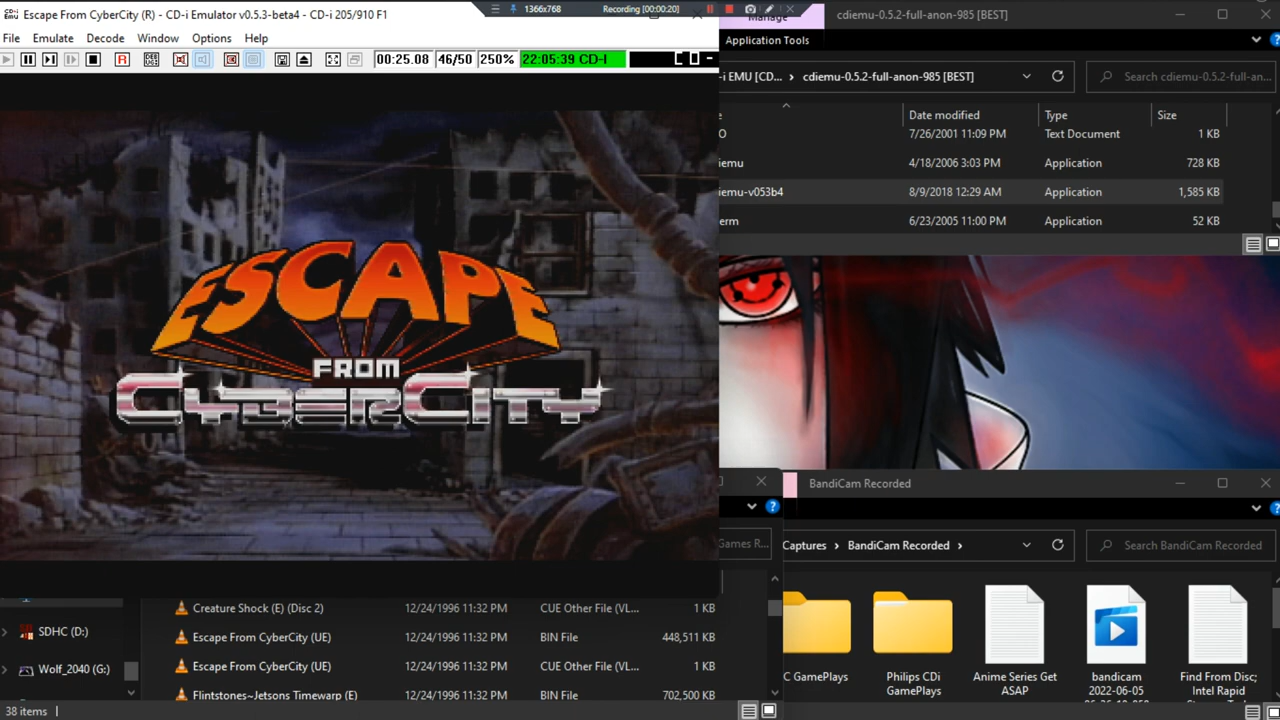 Escape From CyberCity (R) - CD-i Emulator v0.5.3-beta4 - CD-i 205/910 F1
1366x768
Recording [00:00:20]
File Emulate Decode Window Options Help
00:25.08 46/50 250% 22:05:39 CD-I
ESCAPE
FROM
CYBERCITY
Manage
cdiemu-0.5.2-full-anon-985 [BEST]
Application Tools
-i EMU [CD... › cdiemu-0.5.2-full-anon-985 [BEST]
Search cdiemu-0.5.2-full-an...
Date modified Type Size
O 7/26/2001 11:09 PM Text Document 1 KB
iemu 4/18/2006 3:03 PM Application 728 KB
iemu-v053b4 8/9/2018 12:29 AM Application 1,585 KB
erm 6/23/2005 11:00 PM Application 52 KB
BandiCam Recorded
Games R...
Captures › BandiCam Recorded ›
Search BandiCam Recorded
C GamePlays
Philips CDi GamePlays
Anime Series Get ASAP
bandicam 2022-06-05
Find From Disc; Intel Rapid
SDHC (D:)
Wolf_2040 (G:)
Creature Shock (E) (Disc 2) 12/24/1996 11:32 PM CUE Other File (VL... 1 KB
Escape From CyberCity (UE) 12/24/1996 11:32 PM BIN File 448,511 KB
Escape From CyberCity (UE) 12/24/1996 11:32 PM CUE Other File (VL... 1 KB
Flintstones~Jetsons Timewarp (E) 12/24/1996 11:32 PM BIN File 702,500 KB
38 items